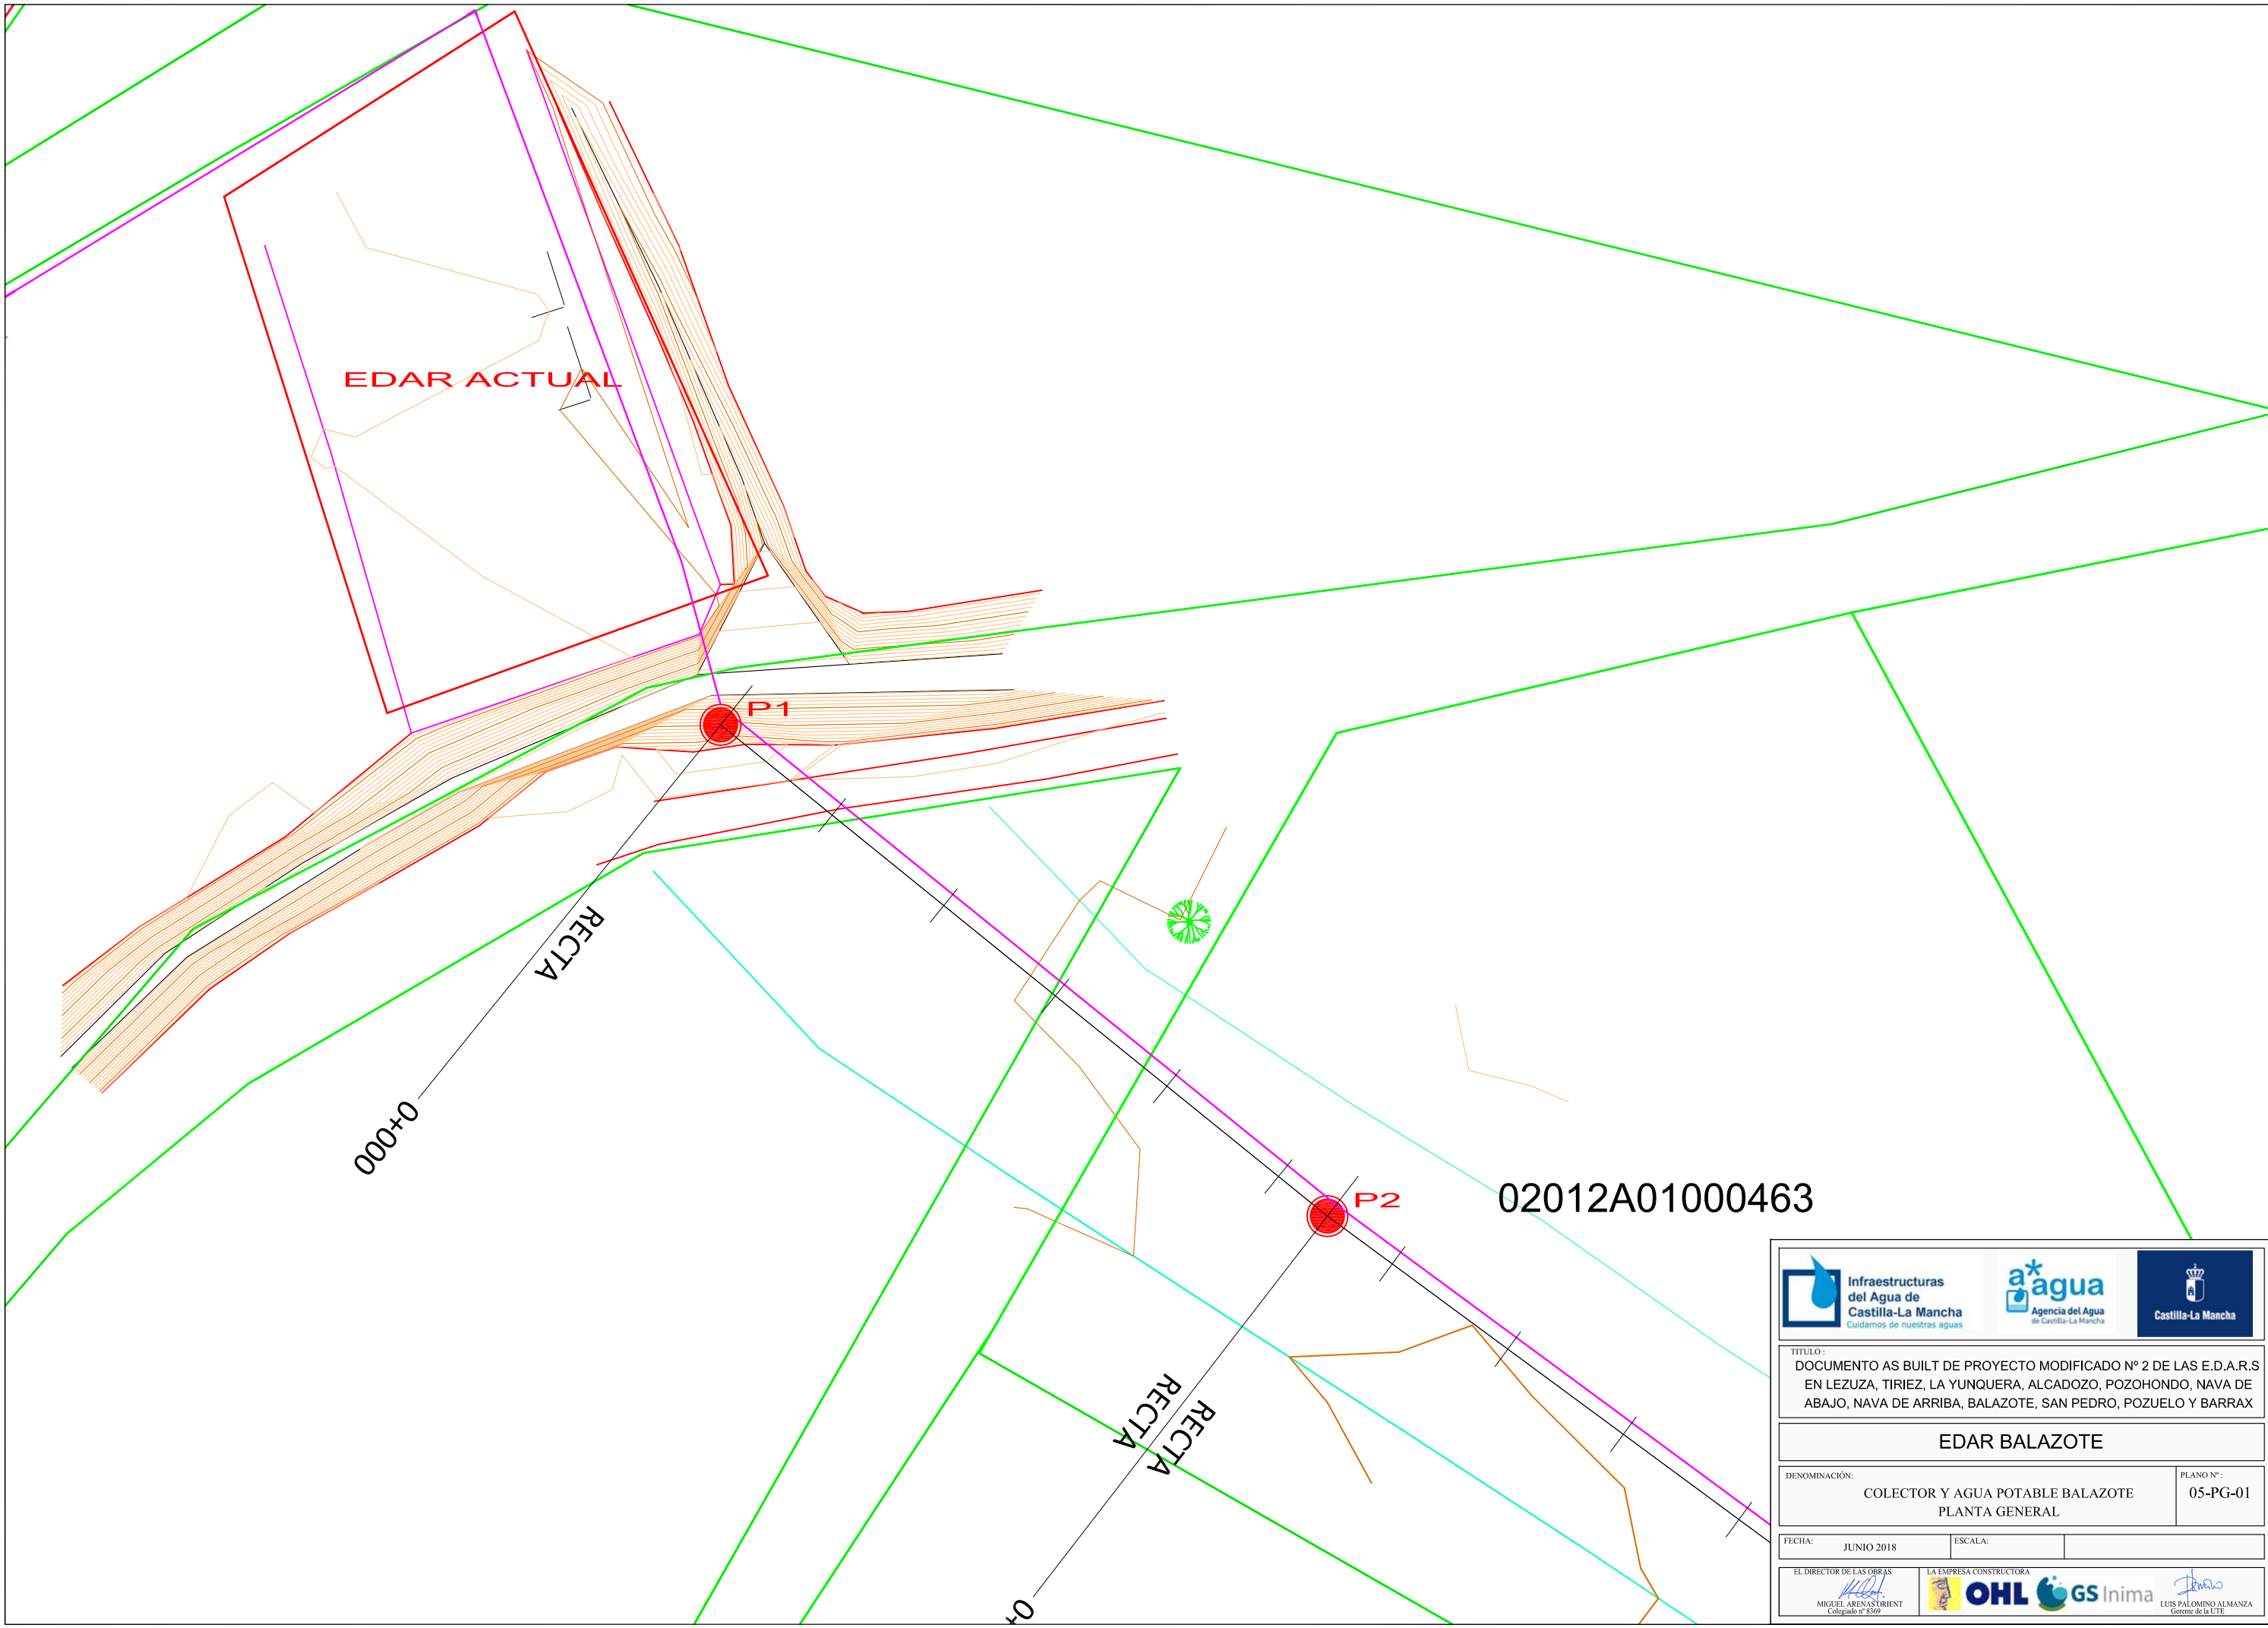 EDAR ACTUAL
P1
RECTA
0+000
P2
02012A01000463
RECTA
RECTA
0+
Infraestructuras
del Agua de
Castilla-La Mancha
Cuidamos de nuestras aguas
a*agua
Agencia del Agua
de Castilla-La Mancha
Castilla-La Mancha
TITULO :
DOCUMENTO AS BUILT DE PROYECTO MODIFICADO Nº 2 DE LAS E.D.A.R.S
EN LEZUZA, TIRIEZ, LA YUNQUERA, ALCADOZO, POZOHONDO, NAVA DE
ABAJO, NAVA DE ARRIBA, BALAZOTE, SAN PEDRO, POZUELO Y BARRAX
EDAR BALAZOTE
DENOMINACIÓN:
COLECTOR Y AGUA POTABLE BALAZOTE
PLANTA GENERAL
PLANO Nº :
05-PG-01
FECHA:
JUNIO 2018
ESCALA:
EL DIRECTOR DE LAS OBRAS
MIGUEL ARENAS ORIENT
Colegiado nº 8369
LA EMPRESA CONSTRUCTORA
OHL
GS Inima
LUIS PALOMINO ALMANZA
Gerente de la UTE